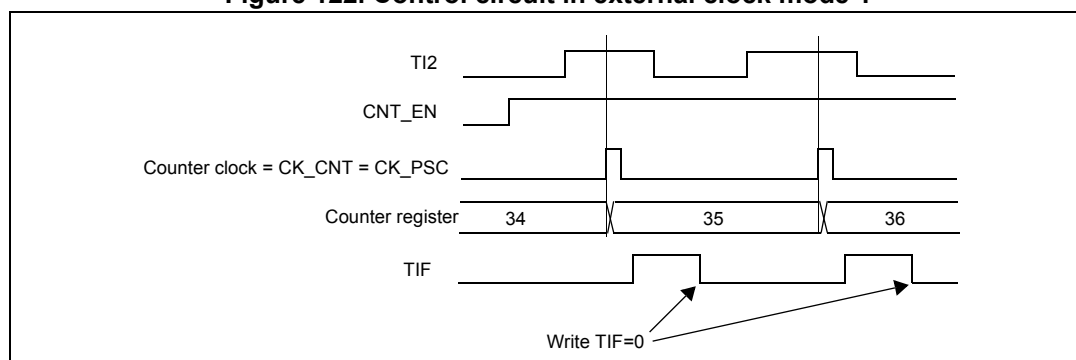 Figure 122. Control circuit in external clock mode 1
TI2
CNT_EN
Counter clock = CK_CNT = CK_PSC
Counter register 34 35 36
TIF
Write TIF=0